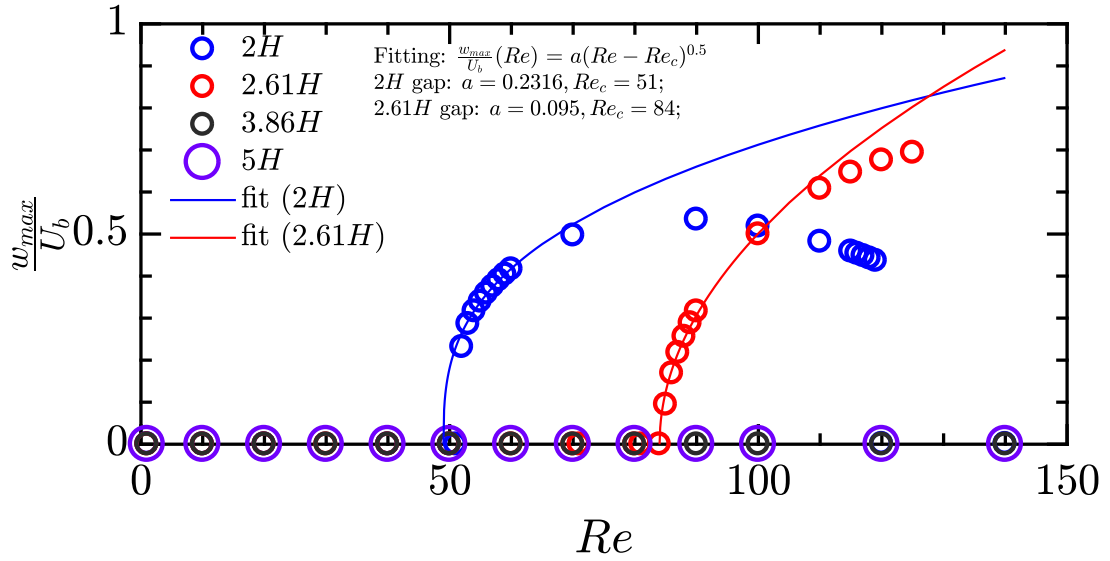 1
2H
2.61H
3.86H
5H
fit (2H)
fit (2.61H)
Fitting: w_max/U_b (Re) = a(Re − Re_c)^0.5
2H gap: a = 0.2316, Re_c = 51;
2.61H gap: a = 0.095, Re_c = 84;
w_max/U_b
0.5
0
0 50 100 150
Re